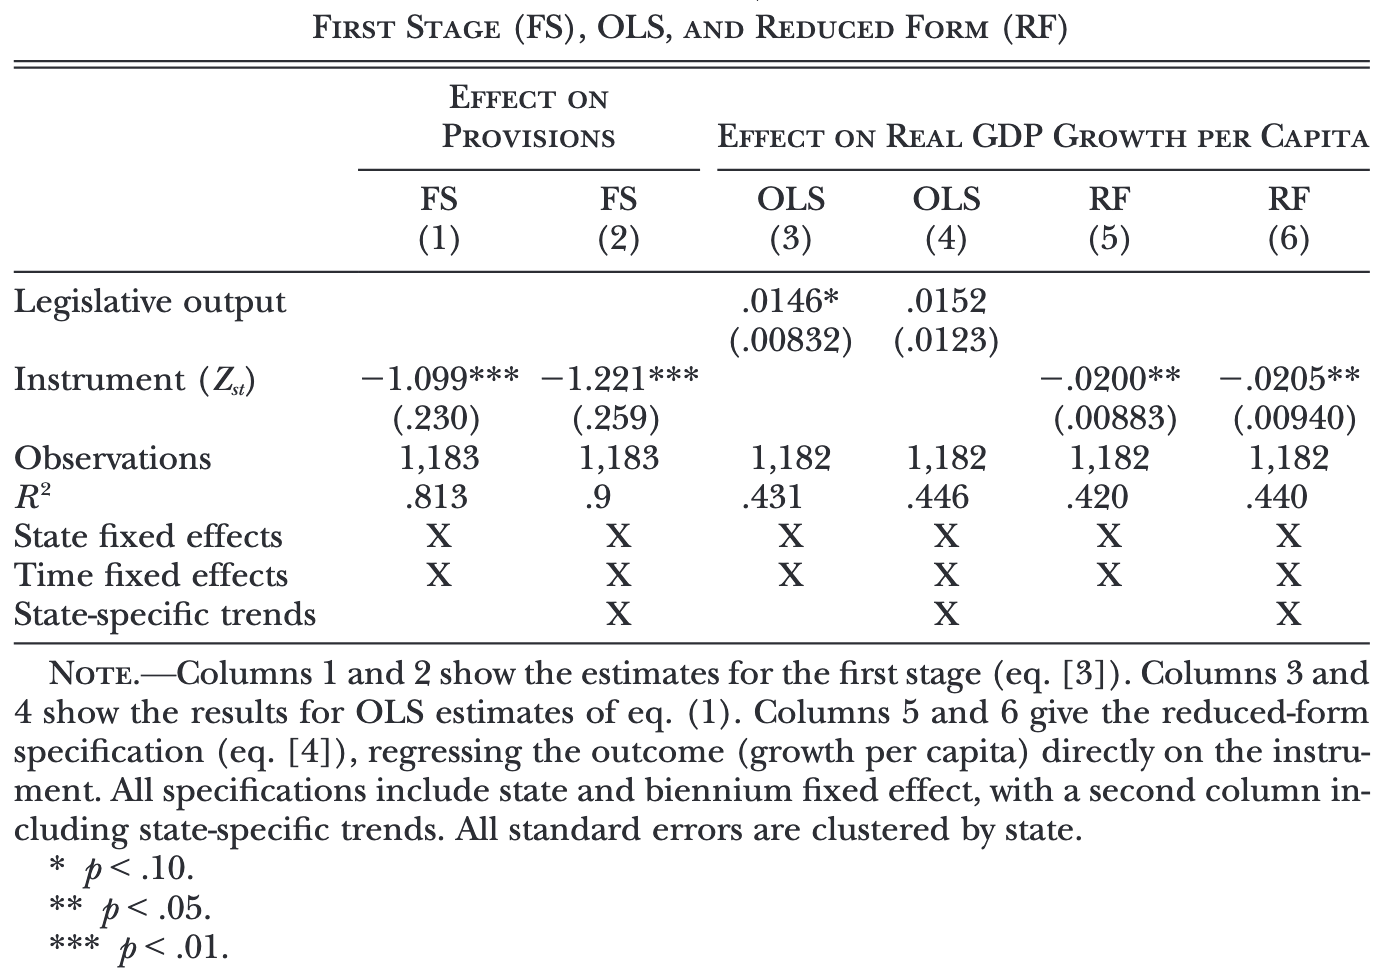 FIRST STAGE (FS), OLS, AND REDUCED FORM (RF)
EFFECT ON
PROVISIONS EFFECT ON REAL GDP GROWTH PER CAPITA
FS FS OLS OLS RF RF
(1) (2) (3) (4) (5) (6)
Legislative output .0146* .0152
(.00832) (.0123)
Instrument (Zst) −1.099*** −1.221*** −.0200** −.0205**
(.230) (.259) (.00883) (.00940)
Observations 1,183 1,183 1,182 1,182 1,182 1,182
R² .813 .9 .431 .446 .420 .440
State fixed effects X X X X X X
Time fixed effects X X X X X X
State-specific trends X X X
NOTE.—Columns 1 and 2 show the estimates for the first stage (eq. [3]). Columns 3 and
4 show the results for OLS estimates of eq. (1). Columns 5 and 6 give the reduced-form
specification (eq. [4]), regressing the outcome (growth per capita) directly on the instru-
ment. All specifications include state and biennium fixed effect, with a second column in-
cluding state-specific trends. All standard errors are clustered by state.
* p < .10.
** p < .05.
*** p < .01.